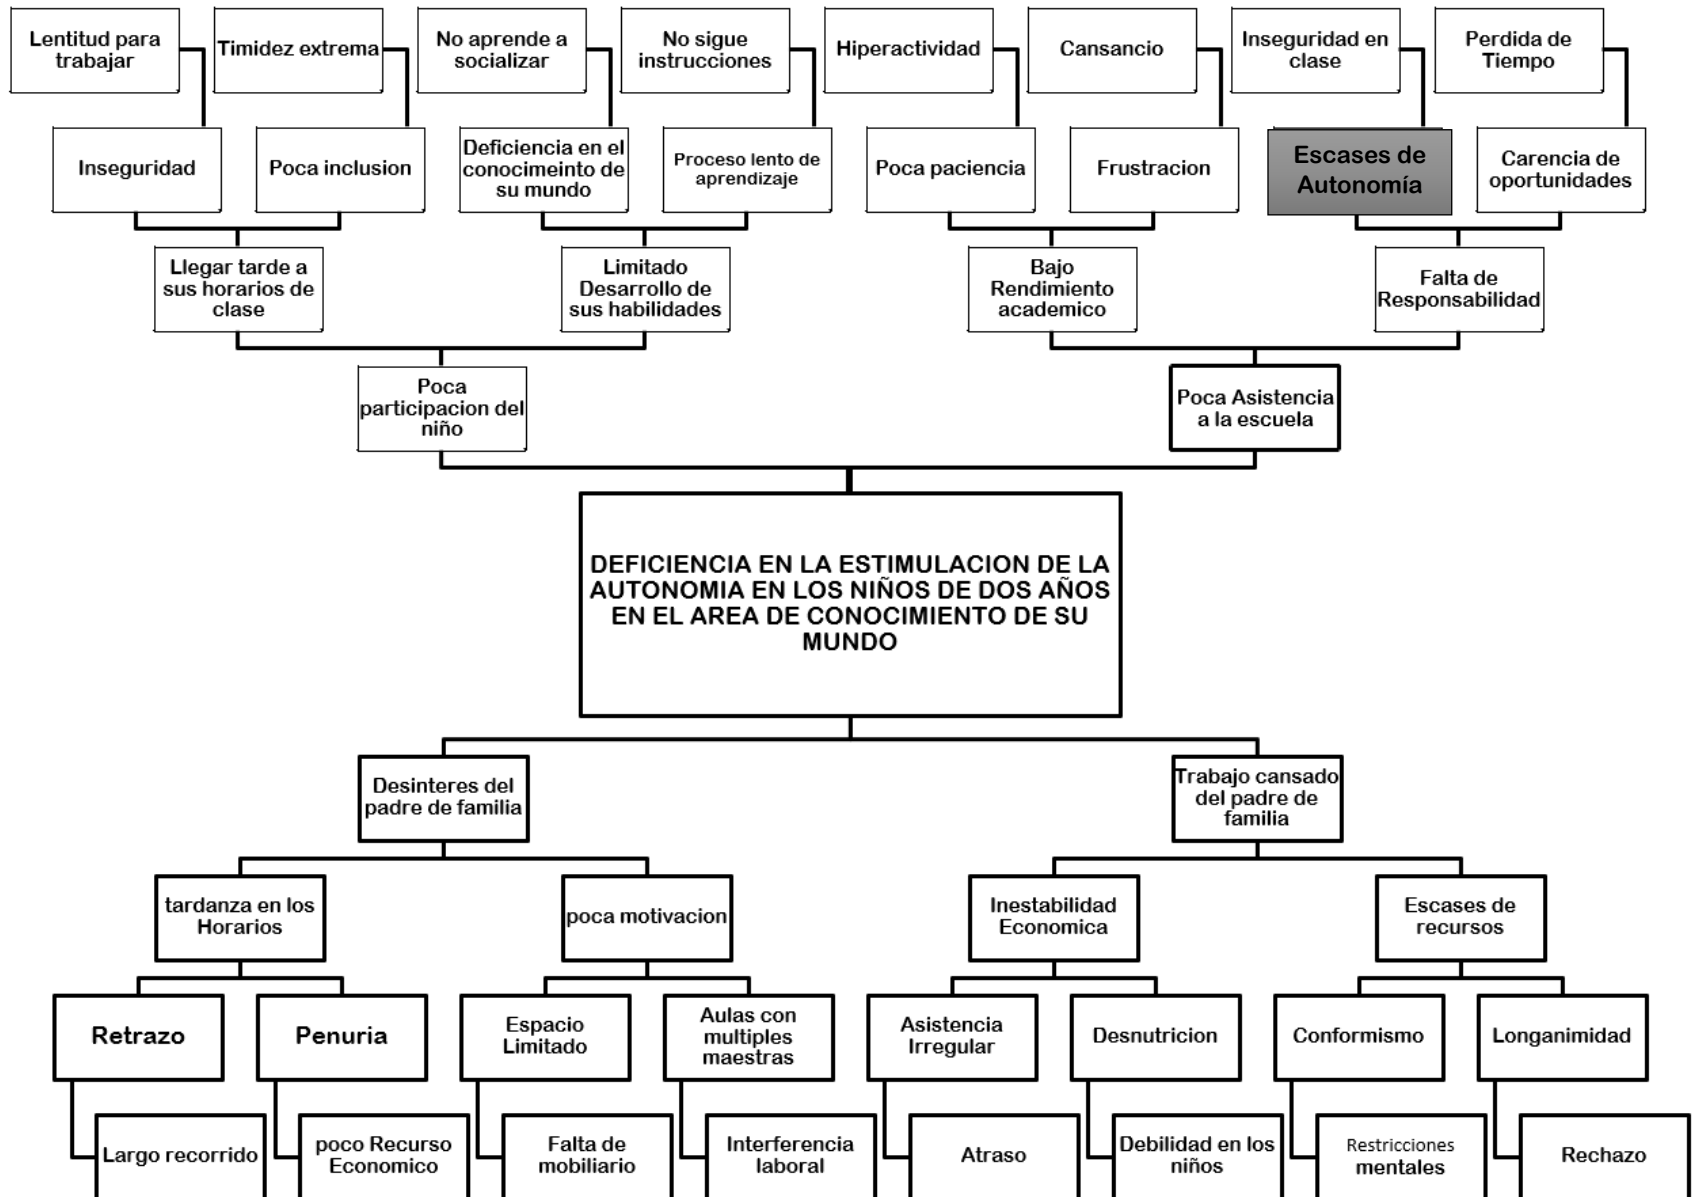 Lentitud para
trabajar
Timidez extrema
No aprende a
socializar
No sigue
instrucciones
Hiperactividad
Cansancio
Inseguridad en
clase
Perdida de
Tiempo
Inseguridad
Poca inclusion
Deficiencia en el
conocimeinto de
su mundo
Proceso lento de
aprendizaje
Poca paciencia
Frustracion
Escases de
Autonomía
Carencia de
oportunidades
Llegar tarde a
sus horarios de
clase
Limitado
Desarrollo de
sus habilidades
Bajo
Rendimiento
academico
Falta de
Responsabilidad
Poca
participacion del
niño
Poca Asistencia
a la escuela
DEFICIENCIA EN LA ESTIMULACION DE LA
AUTONOMIA EN LOS NIÑOS DE DOS AÑOS
EN EL AREA DE CONOCIMIENTO DE SU
MUNDO
Desinteres del
padre de familia
Trabajo cansado
del padre de
familia
tardanza en los
Horarios
poca motivacion
Inestabilidad
Economica
Escases de
recursos
Retrazo
Penuria
Espacio
Limitado
Aulas con
multiples
maestras
Asistencia
Irregular
Desnutricion
Conformismo
Longanimidad
Largo recorrido
poco Recurso
Economico
Falta de
mobiliario
Interferencia
laboral
Atraso
Debilidad en los
niños
Restricciones
mentales
Rechazo